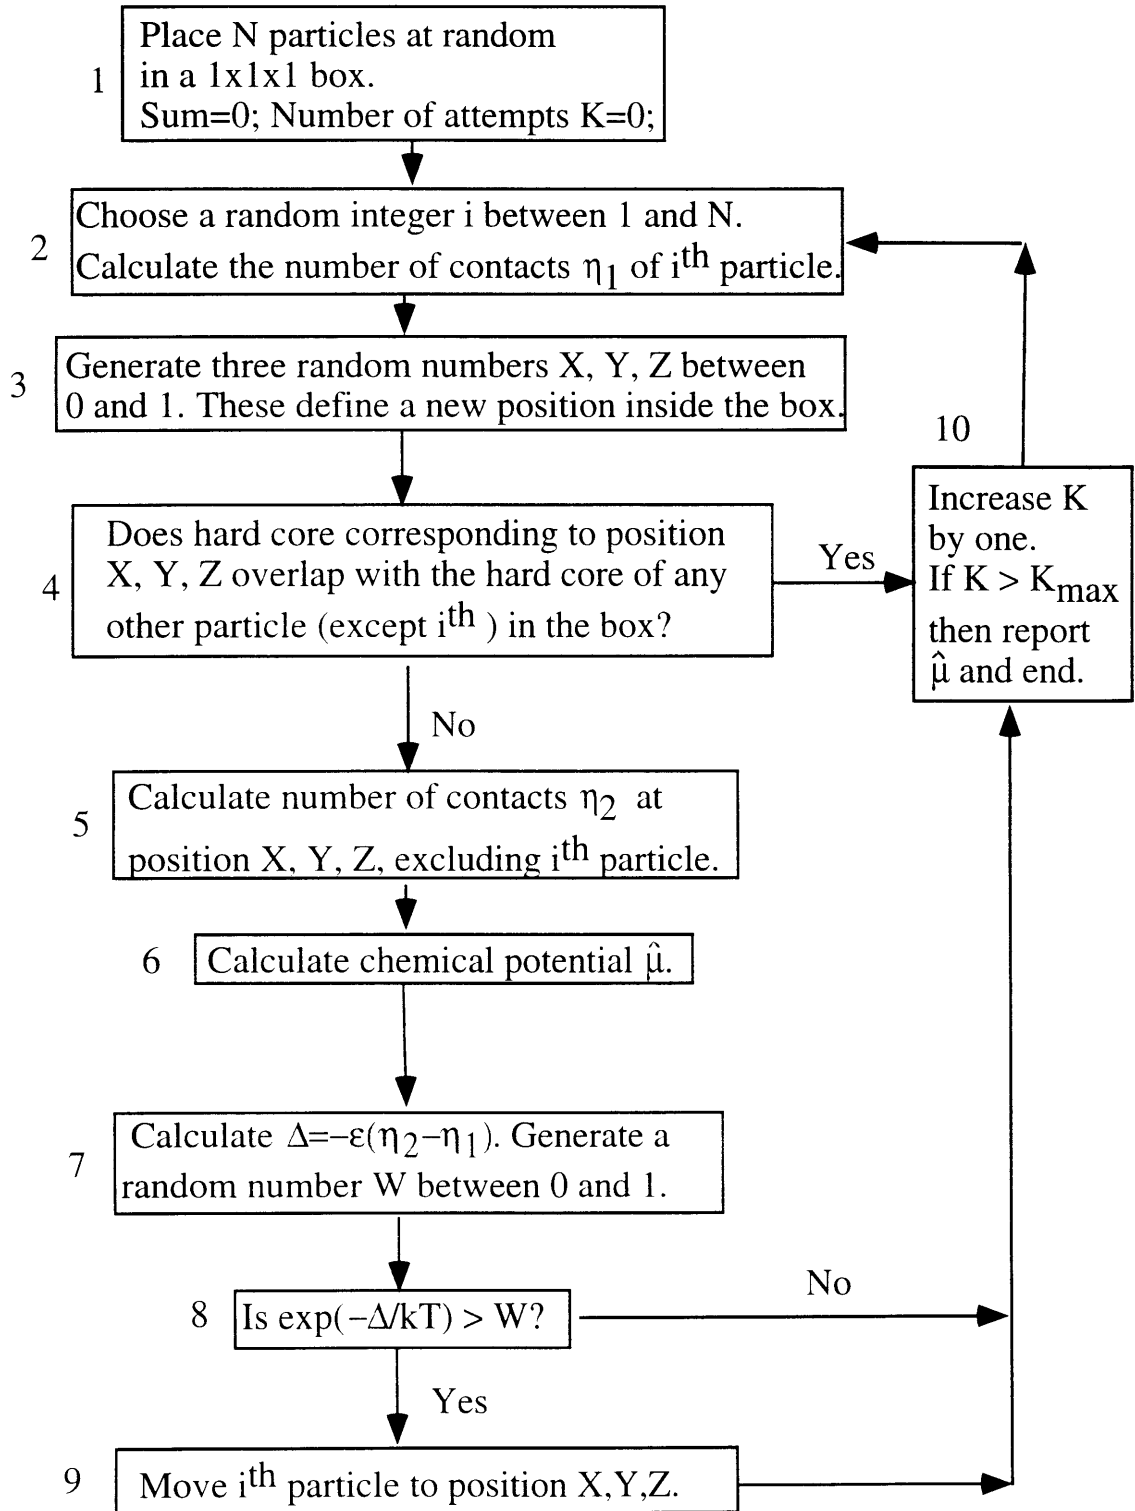 1
Place N particles at random
in a 1x1x1 box.
Sum=0; Number of attempts K=0;
2
Choose a random integer i between 1 and N.
Calculate the number of contacts η1 of ith particle.
3
Generate three random numbers X, Y, Z between
0 and 1. These define a new position inside the box.
4
Does hard core corresponding to position
X, Y, Z overlap with the hard core of any
other particle (except ith ) in the box?
Yes
10
Increase K
by one.
If K > Kmax
then report
μ̂ and end.
No
5
Calculate number of contacts η2 at
position X, Y, Z, excluding ith particle.
6
Calculate chemical potential μ̂.
7
Calculate Δ=−ε(η2−η1). Generate a
random number W between 0 and 1.
8
Is exp(−Δ/kT) > W?
No
Yes
9
Move ith particle to position X,Y,Z.